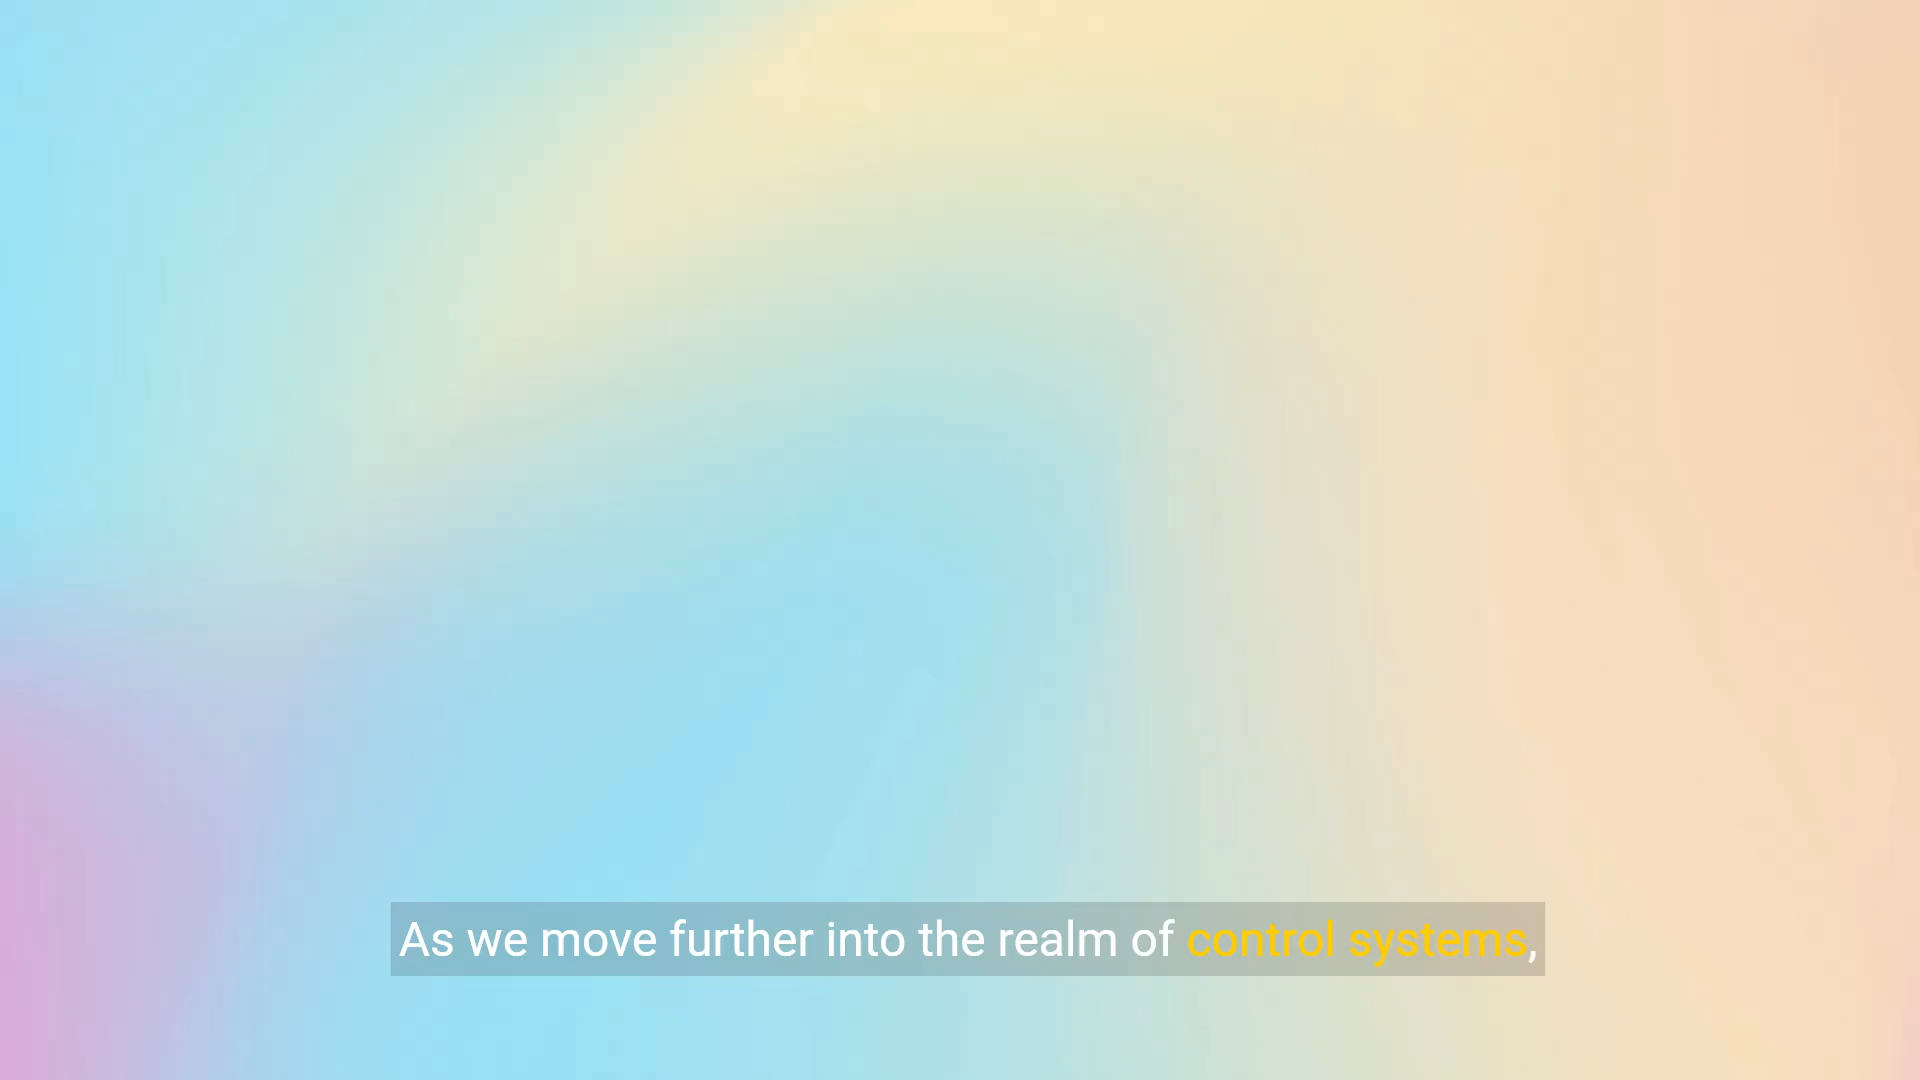 As we move further into the realm of control systems,